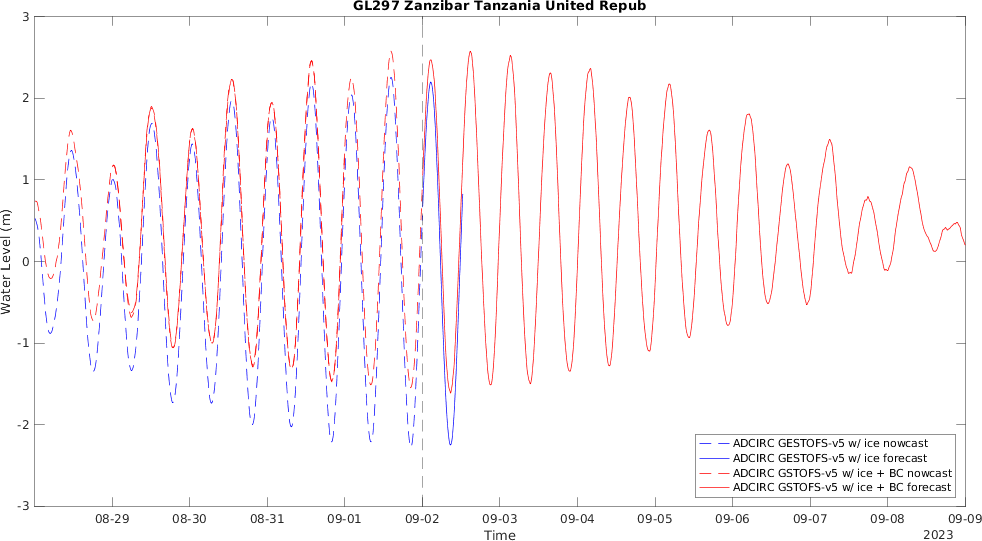 GL297 Zanzibar Tanzania United Repub
3
2
1
0
-1
-2
-3
Water Level (m)
ADCIRC GESTOFS-v5 w/ ice nowcast
ADCIRC GESTOFS-v5 w/ ice forecast
ADCIRC GSTOFS-v5 w/ ice + BC nowcast
ADCIRC GSTOFS-v5 w/ ice + BC forecast
08-29 08-30 08-31 09-01 09-02 09-03 09-04 09-05 09-06 09-07 09-08 09-09
Time
2023